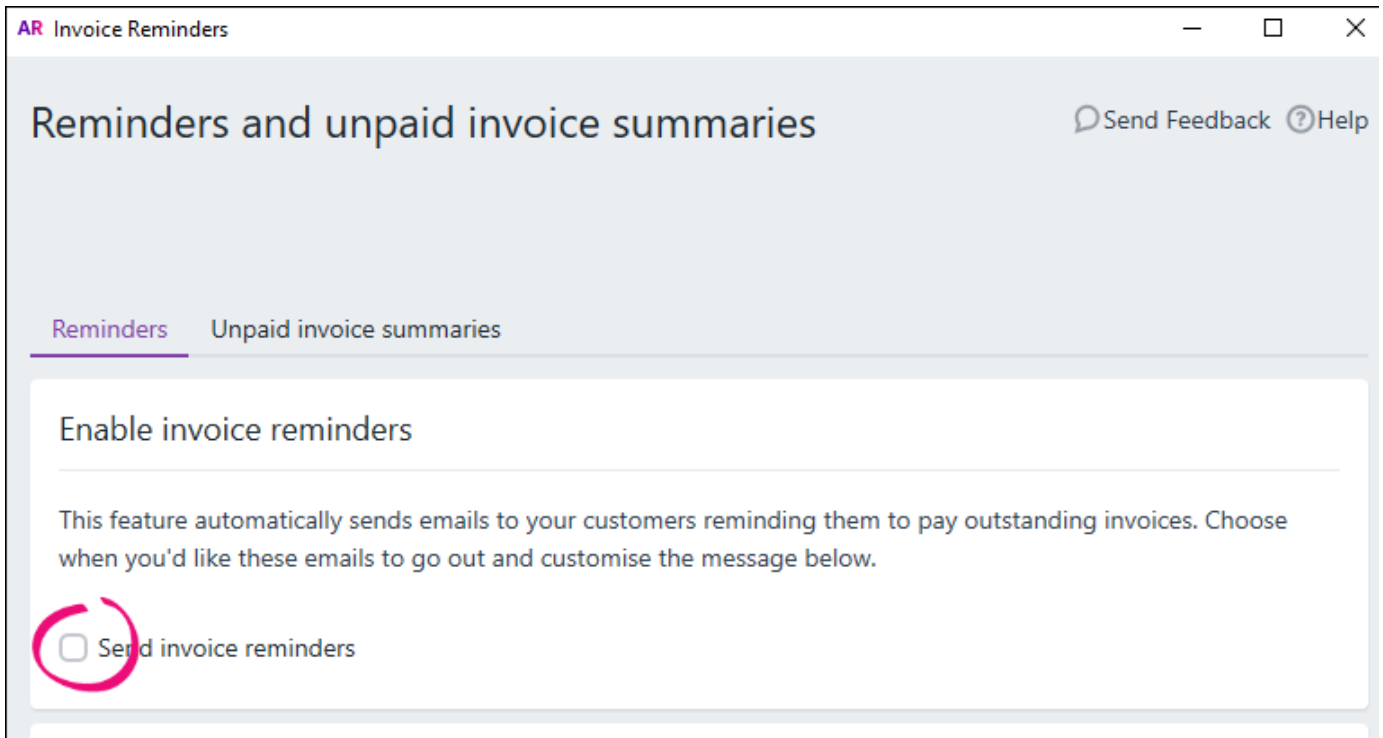 AR Invoice Reminders
Reminders and unpaid invoice summaries
Send Feedback ? Help
Reminders Unpaid invoice summaries
Enable invoice reminders
This feature automatically sends emails to your customers reminding them to pay outstanding invoices. Choose
when you'd like these emails to go out and customise the message below.
Send invoice reminders